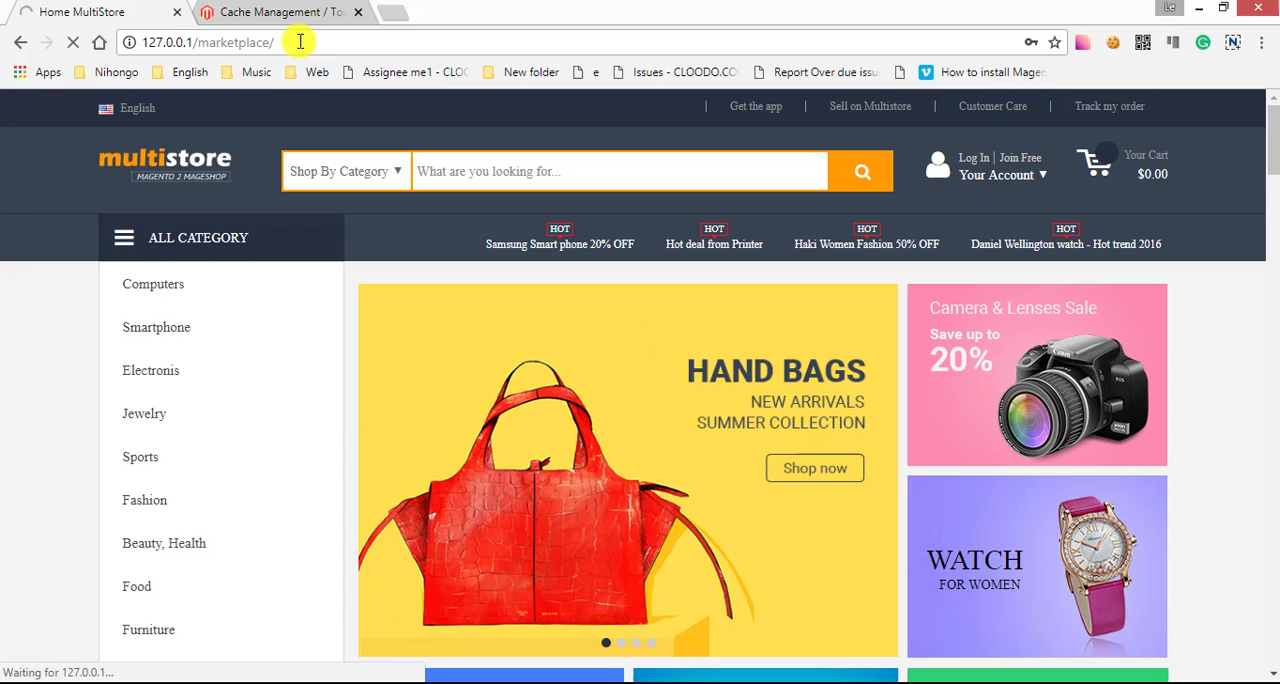 Home MultiStore
Cache Management / To
Le
127.0.0.1/marketplace/
Apps
Nihongo
English
Music
Web
Assignee me1 - CLOO
New folder
e
Issues - CLOODO.CO
Report Over due issu
How to install Magen
English
Get the app
Sell on Multistore
Customer Care
Track my order
multistore
MAGENTO 2 MAGESHOP
Shop By Category
What are you looking for...
Log In | Join Free
Your Account
Your Cart
$0.00
ALL CATEGORY
HOT
Samsung Smart phone 20% OFF
HOT
Hot deal from Printer
HOT
Haki Women Fashion 50% OFF
HOT
Daniel Wellington watch - Hot trend 2016
Computers
Smartphone
Electronis
Jewelry
Sports
Fashion
Beauty, Health
Food
Furniture
HAND BAGS
NEW ARRIVALS
SUMMER COLLECTION
Shop now
Camera & Lenses Sale
Save up to
20%
Canon
EOS
WATCH
FOR WOMEN
Waiting for 127.0.0.1...